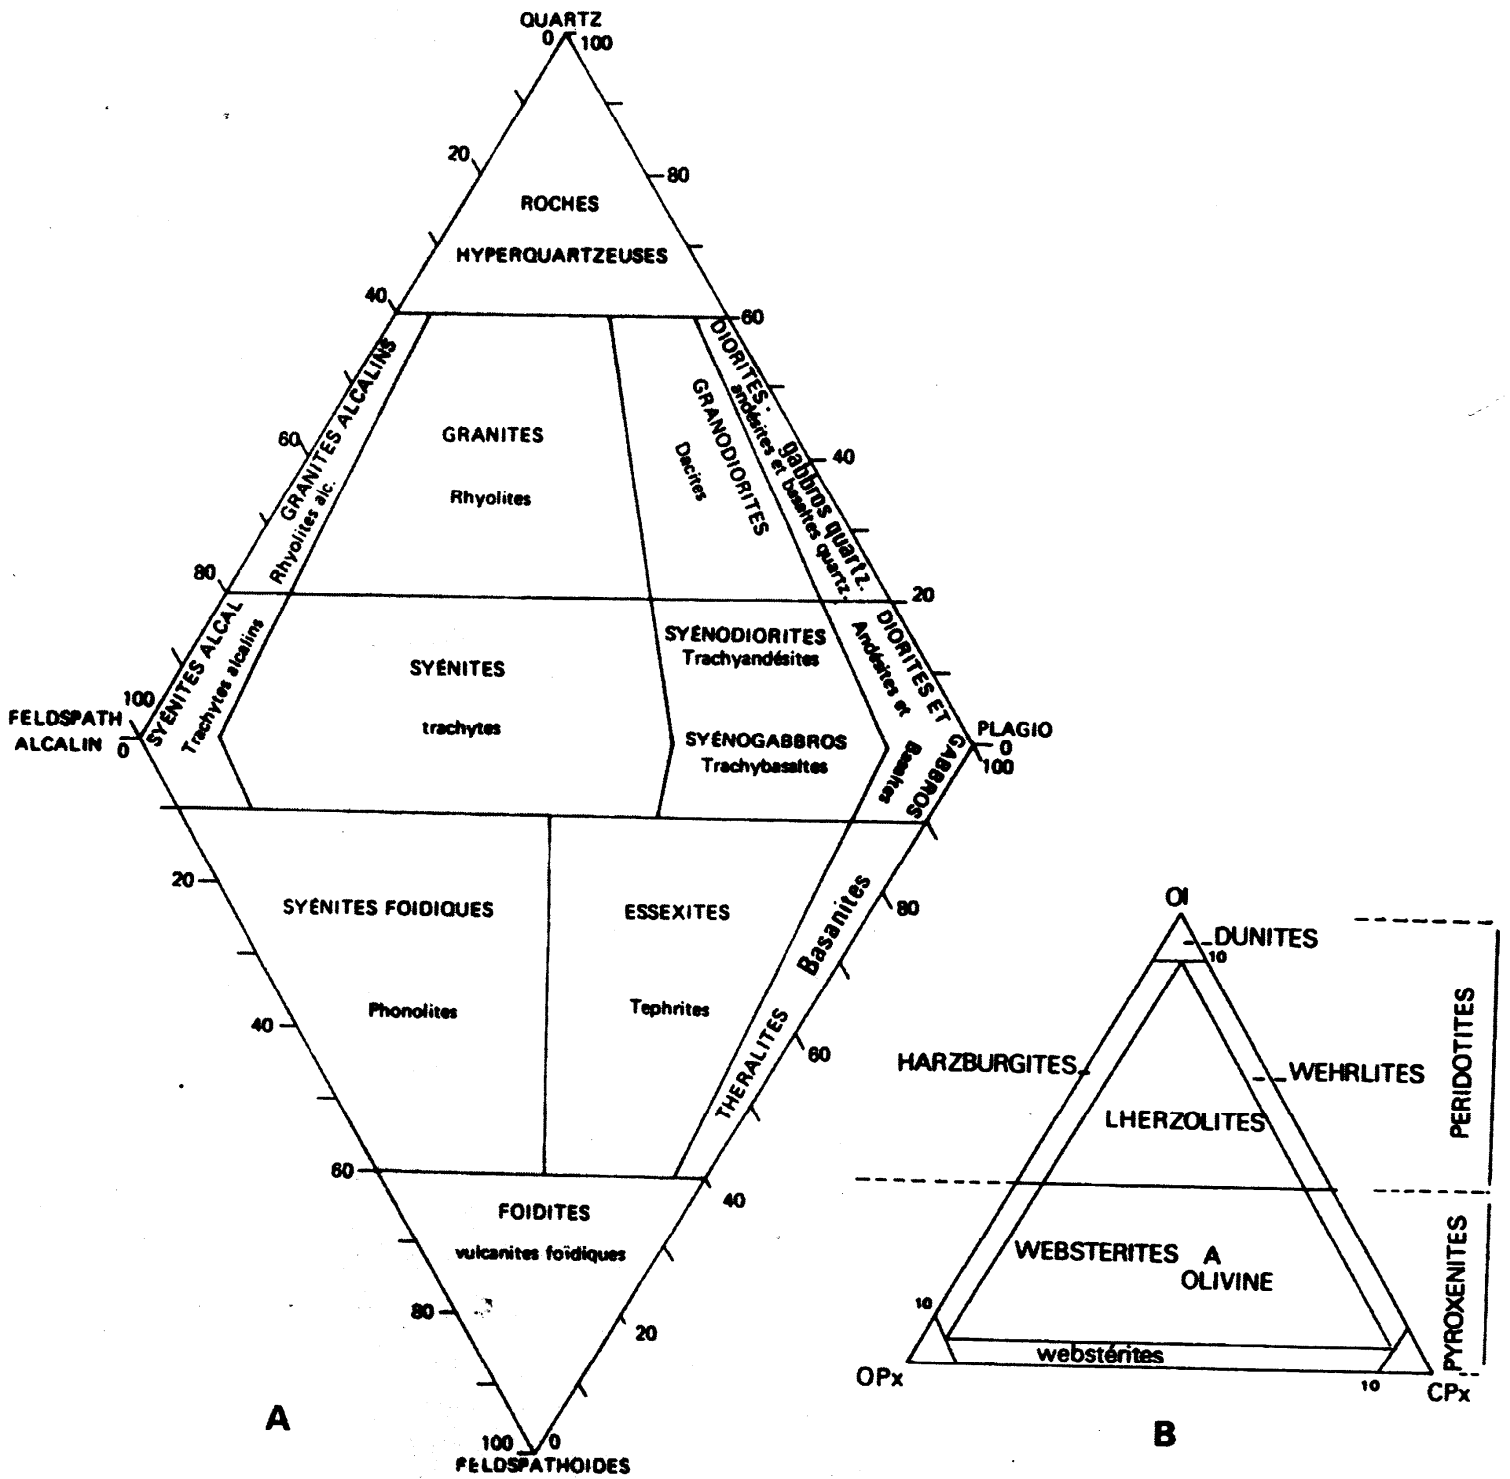 QUARTZ
0 100
20
80
ROCHES
HYPERQUARTZEUSES
40
60
GRANITES ALCALINS
Rhyolites alc.
GRANITES
Rhyolites
GRANODIORITES
Dacites
DIORITES - gabbros quartz.
andésites et basaltes quartz.
60
40
80
20
SYÉNITES ALCAL
Trachytes alcalins
SYÉNITES
trachytes
SYÉNODIORITES
Trachyandésites
SYÉNOGABBROS
Trachybasaltes
DIORITES ET GABBROS
Andésites et Basaltes
100
FELDSPATH
ALCALIN 0
PLAGIO
0
100
20
80
SYÉNITES FOIDIQUES
Phonolites
ESSEXITES
Tephrites
Basanites
THERALITES
40
60
60
40
FOIDITES
vulcanites foïdiques
80
20
100 0
FELDSPATHOIDES
A
Ol
DUNITES
10
HARZBURGITES
WEHRLITES
LHERZOLITES
PERIDOTITES
WEBSTERITES A
OLIVINE
PYROXENITES
10
webstérites
OPx
10
CPx
B